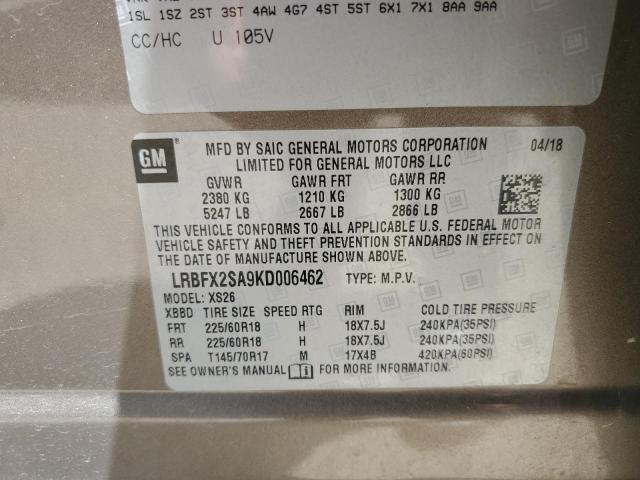 1SL 1SZ 2ST 3ST 4AW 4G7 4ST 5ST 6X1 7X1 8AA 9AA
CC/HC U 105V
GM
MFD BY SAIC GENERAL MOTORS CORPORATION 04/18
LIMITED FOR GENERAL MOTORS LLC
GVWR GAWR FRT GAWR RR
2380 KG 1210 KG 1300 KG
5247 LB 2667 LB 2866 LB
THIS VEHICLE CONFORMS TO ALL APPLICABLE U.S. FEDERAL MOTOR
VEHICLE SAFETY AND THEFT PREVENTION STANDARDS IN EFFECT ON
THE DATE OF MANUFACTURE SHOWN ABOVE.
LRBFX2SA9KD006462 TYPE: M.P.V.
MODEL: XS26
XBBD TIRE SIZE SPEED RTG RIM COLD TIRE PRESSURE
FRT 225/60R18 H 18X7.5J 240KPA(35PSI)
RR 225/60R18 H 18X7.5J 240KPA(35PSI)
SPA T145/70R17 M 17X4B 420KPA(60PSI)
SEE OWNER'S MANUAL FOR MORE INFORMATION.